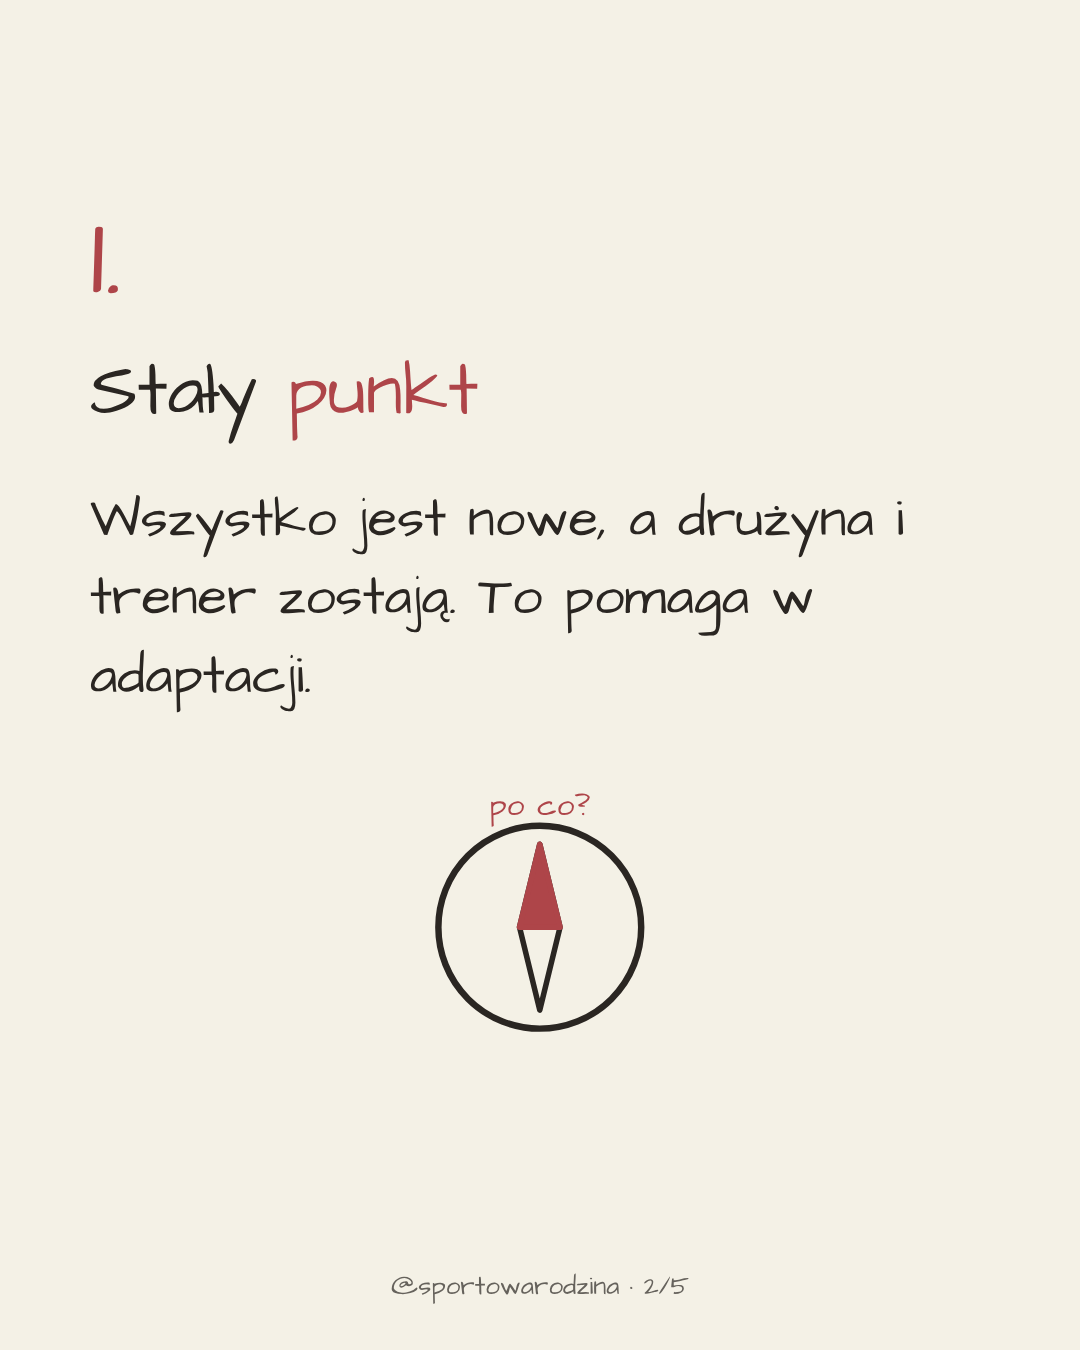 1.
Stały punkt
Wszystko jest nowe, a drużyna i
trener zostają. To pomaga w
adaptacji.
po co?
@sportowarodzina · 2/5